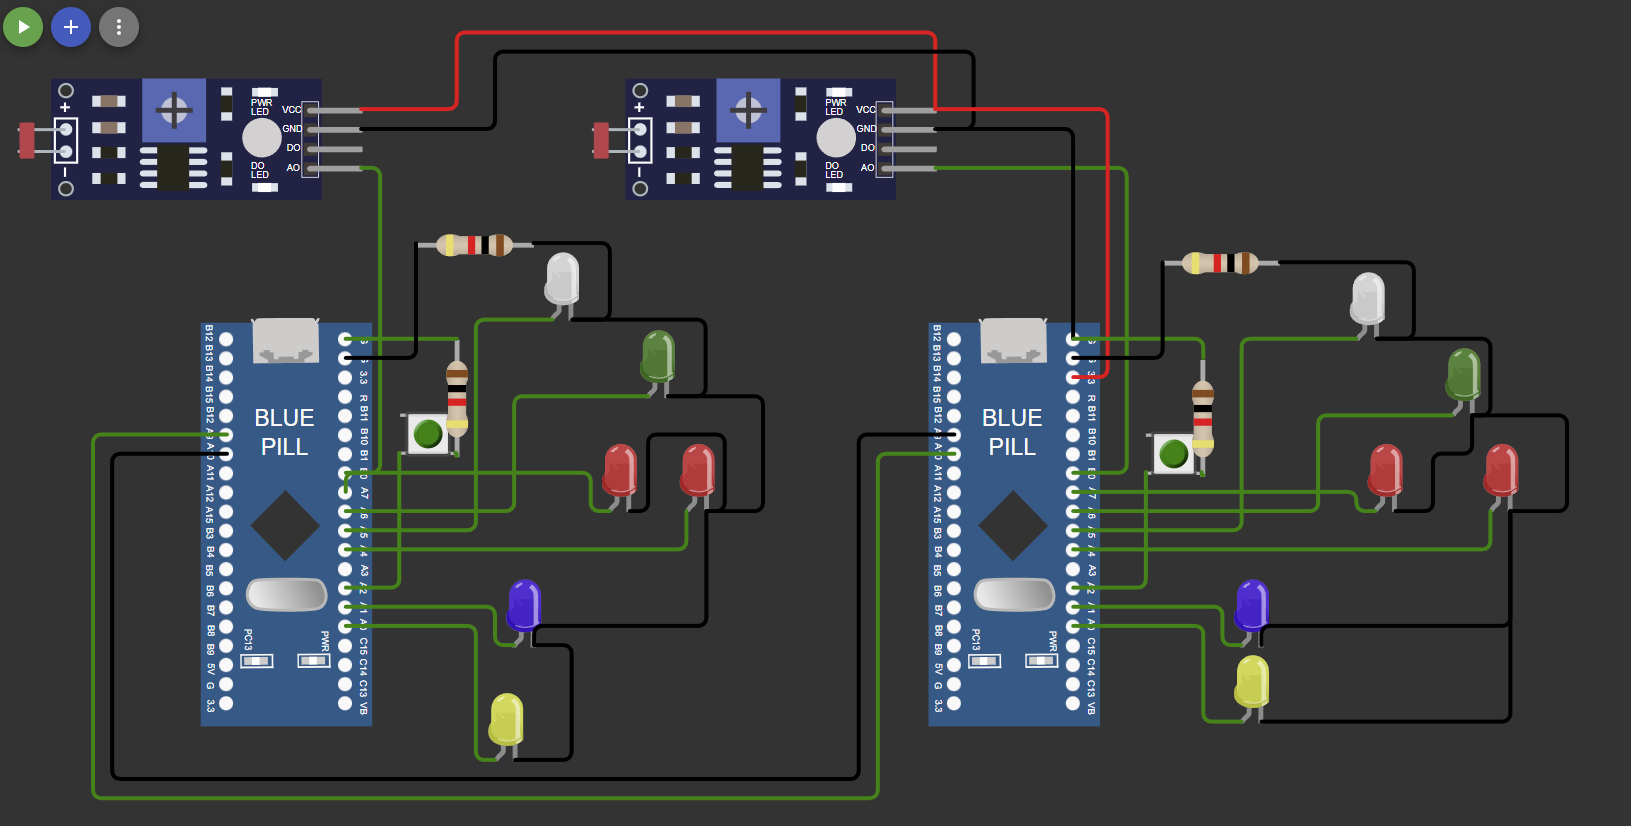 +
PWR
LED
VCC
GND
DO
DO
LED
AO
+
PWR
LED
VCC
GND
DO
DO
LED
AO
BLUE
PILL
B12
B13
B14
B15
B12
A11
A12
A15
B3
B4
B5
B6
B7
B8
B9
5V
G
3.3
3.3
R
B11
B10
B1
A7
A6
A5
A4
A3
A2
A1
A0
C15
C14
C13
VB
PC13
PWR
BLUE
PILL
B12
B13
B14
B15
B12
A11
A12
A15
B3
B4
B5
B6
B7
B8
B9
5V
G
3.3
R
B11
B10
B1
A7
A6
A5
A4
A3
A2
A1
A0
C15
C14
C13
VB
PC13
PWR